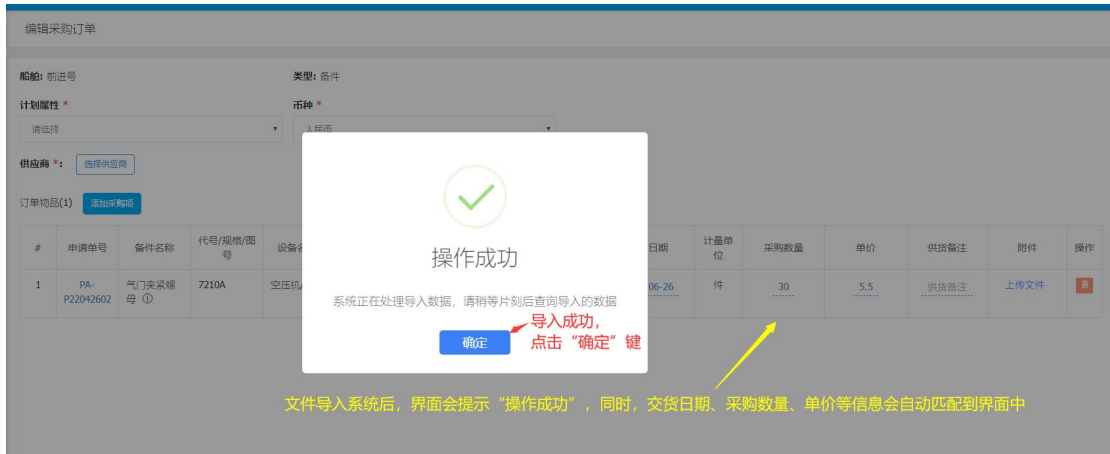 编辑采购订单
船舶: 前进号
类型: 备件
计划属性 *
币种 *
请选择
人民币
供应商 *:
选择供应商
订单物品(1)
添加采购项
#
申请单号
备件名称
代号/规格/图号
设备名
日期
计量单位
采购数量
单价
供货备注
附件
操作
1
PA-P22042602
气门夹紧螺母 ①
7210A
空压机/
06-26
件
30
5.5
供货备注
上传文件
操作成功
系统正在处理导入数据，请稍等片刻后查询导入的数据
确定
导入成功，
点击“确定”键
文件导入系统后，界面会提示“操作成功”，同时，交货日期、采购数量、单价等信息会自动匹配到界面中